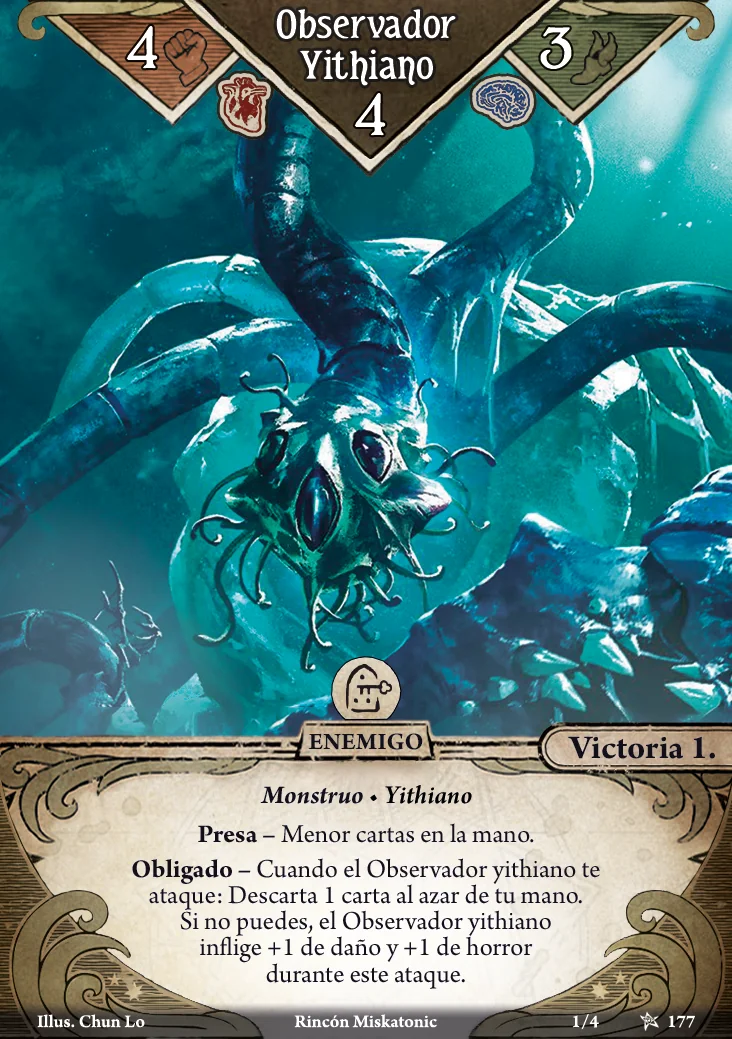 Observador
Yithiano
4
4
3
ENEMIGO
Victoria 1.
Monstruo • Yithiano
Presa – Menor cartas en la mano.
Obligado – Cuando el Observador yithiano te
ataque: Descarta 1 carta al azar de tu mano.
Si no puedes, el Observador yithiano
inflige +1 de daño y +1 de horror
durante este ataque.
Illus. Chun Lo
Rincón Miskatonic
1/4
177